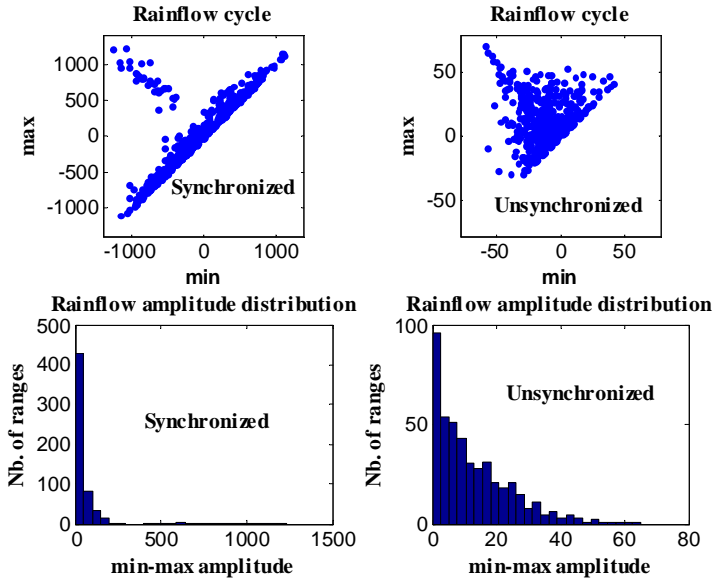 Rainflow cycle
max
1000
500
0
-500
-1000
Synchronized
-1000 0 1000
min
Rainflow cycle
max
50
0
-50
Unsynchronized
-50 0 50
min
Rainflow amplitude distribution
Nb. of ranges
500
400
300
200
100
0
Synchronized
0 500 1000 1500
min-max amplitude
Rainflow amplitude distribution
Nb. of ranges
100
50
0
Unsynchronized
0 20 40 60 80
min-max amplitude